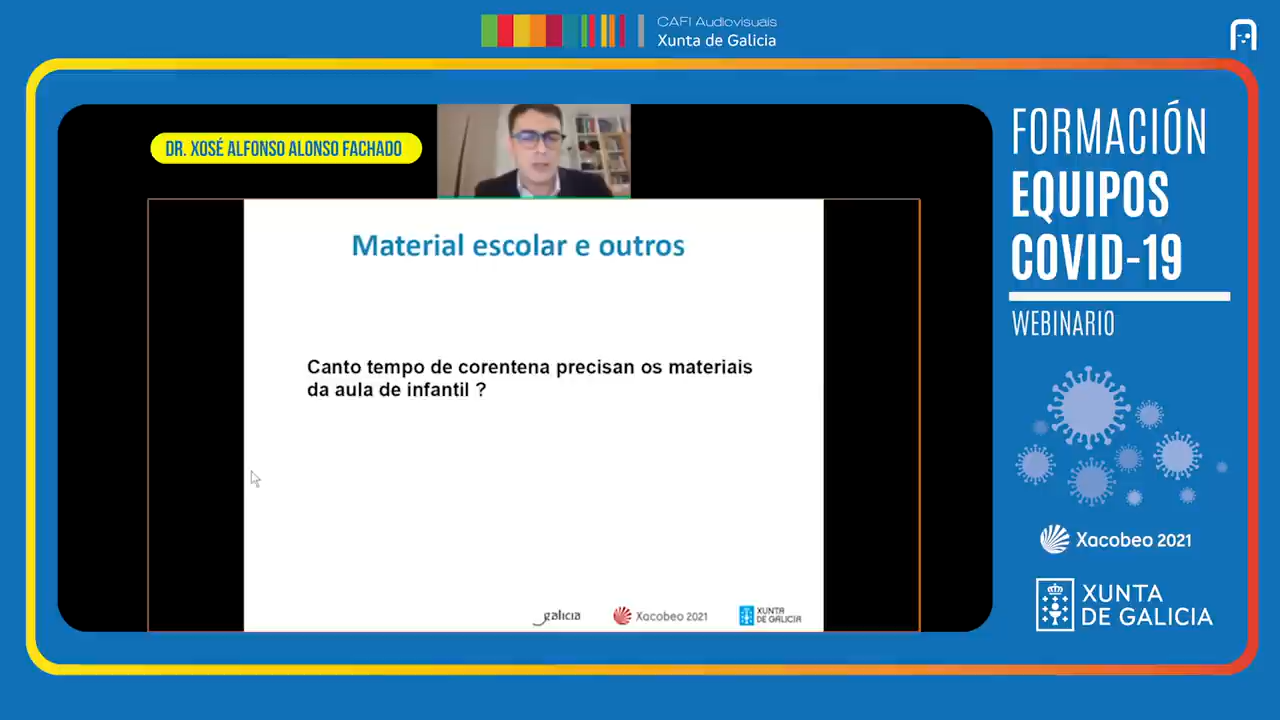 CAFI Audiovisuais
Xunta de Galicia
DR. XOSÉ ALFONSO ALONSO FACHADO
Material escolar e outros
Canto tempo de corentena precisan os materiais
da aula de infantil ?
galicia
Xacobeo 2021
XUNTA
DE GALICIA
FORMACIÓN
EQUIPOS
COVID-19
WEBINARIO
Xacobeo 2021
XUNTA
DE GALICIA